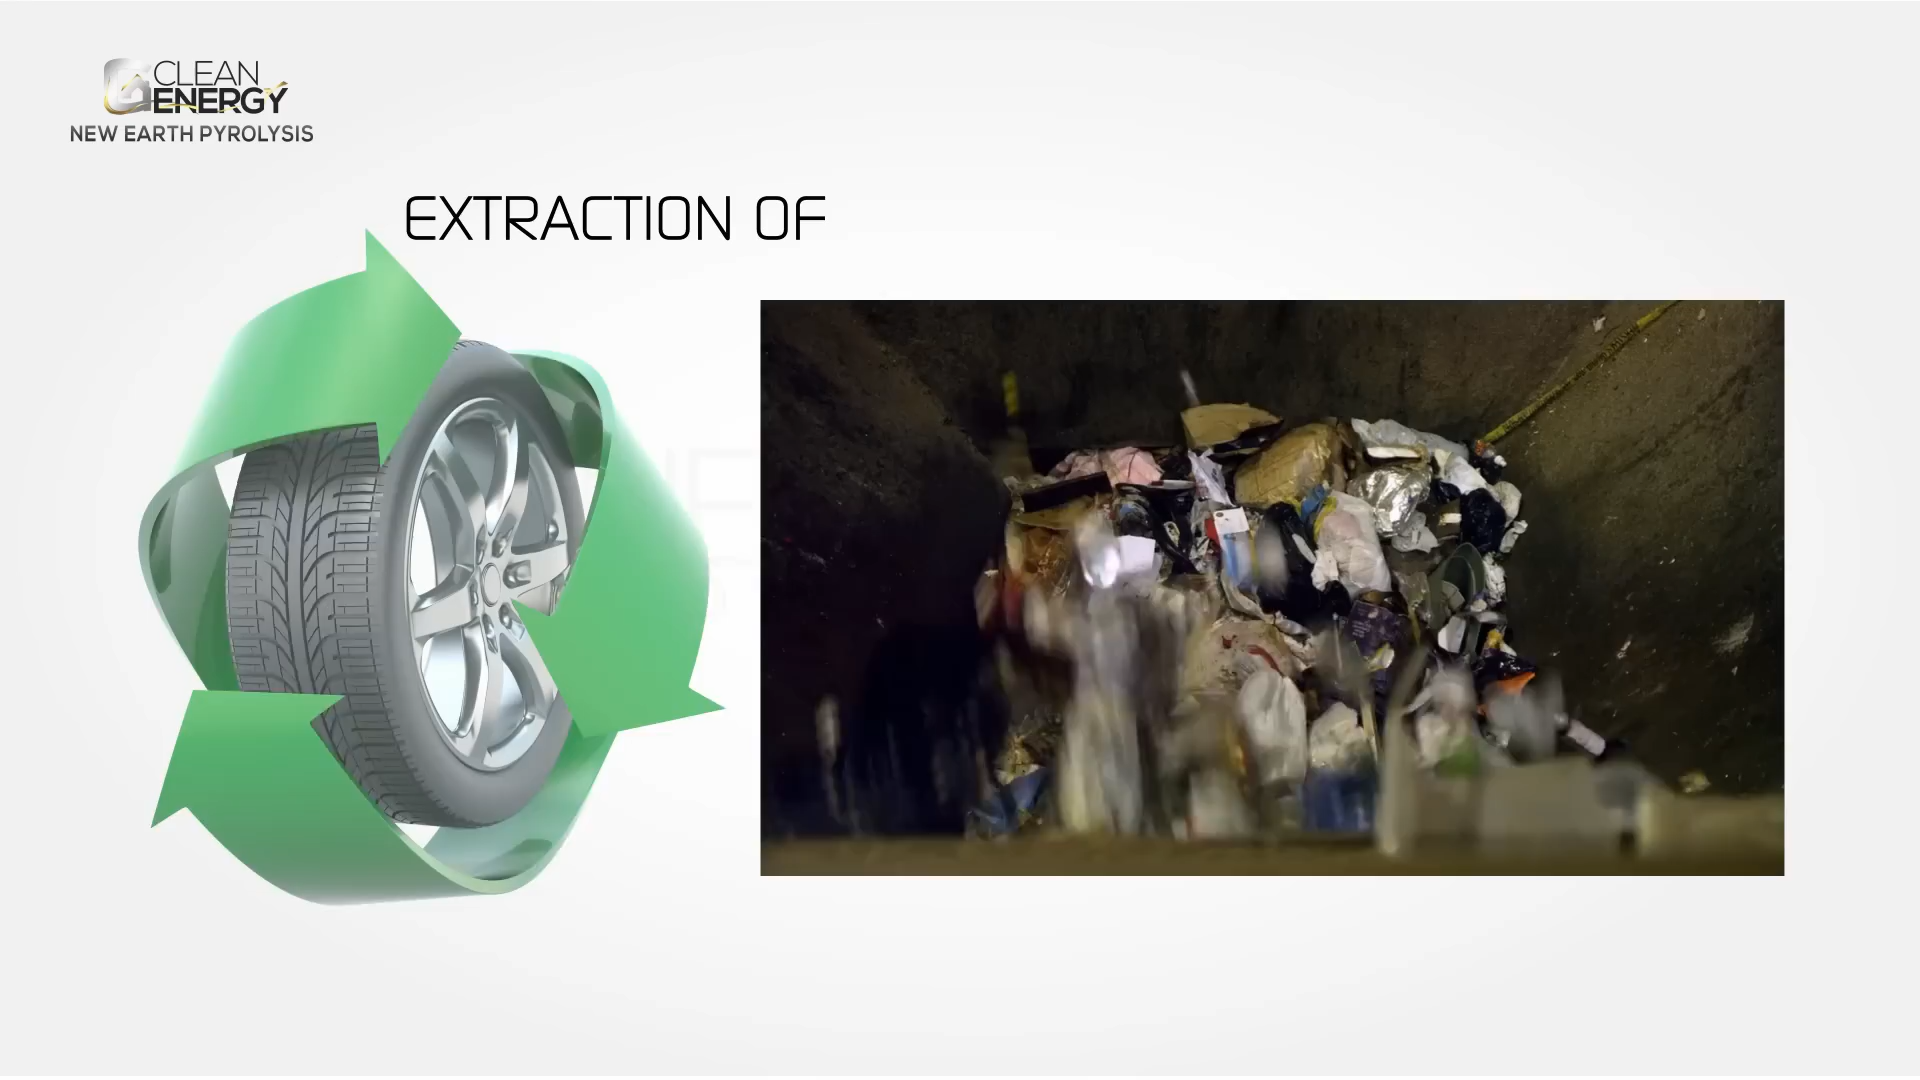 CLEAN
ENERGY
NEW EARTH PYROLYSIS
EXTRACTION OF